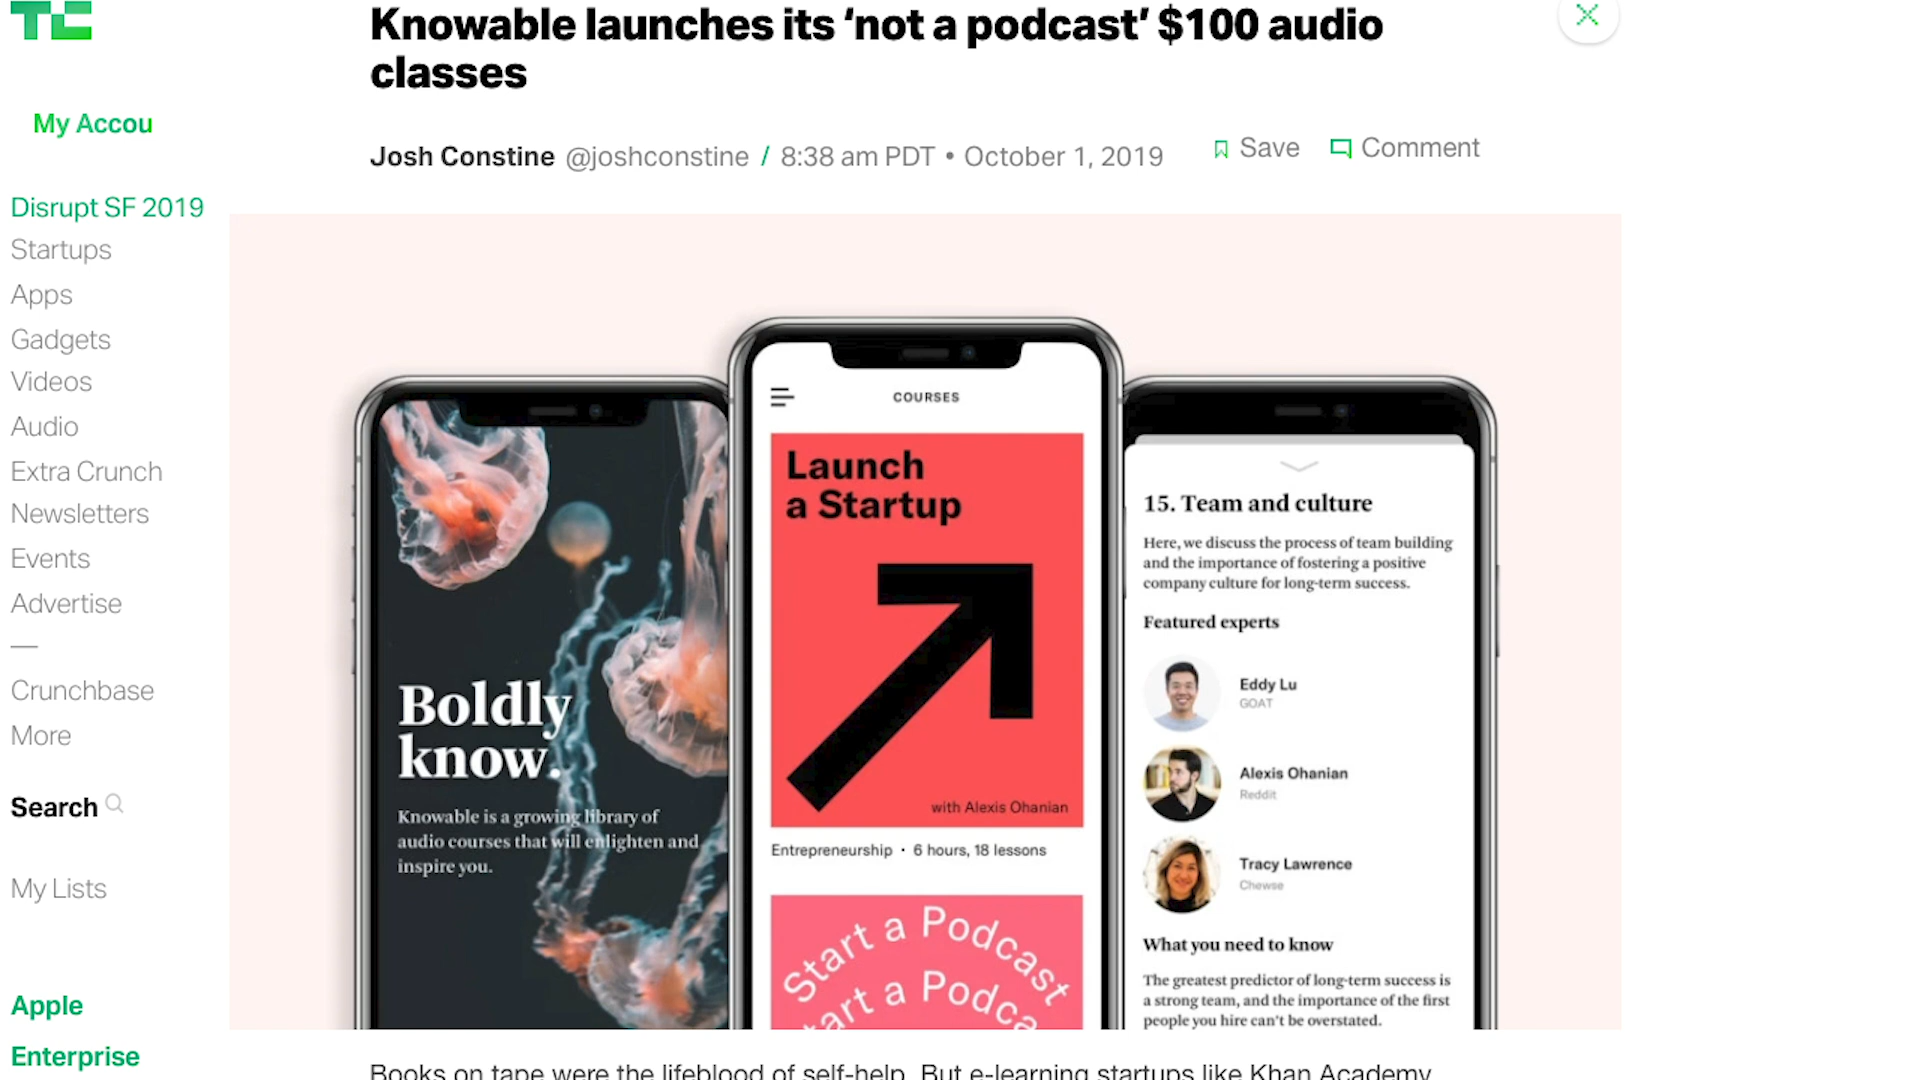 TC
Knowable launches its ‘not a podcast’ $100 audio
classes
My Accou
Josh Constine @joshconstine / 8:38 am PDT • October 1, 2019
Save
Comment
Disrupt SF 2019
Startups
Apps
Gadgets
Videos
Audio
Extra Crunch
Newsletters
Events
Advertise
—
Crunchbase
More
Search
My Lists
Apple
Enterprise
Boldly
know.
Knowable is a growing library of
audio courses that will enlighten and
inspire you.
COURSES
Launch
a Startup
with Alexis Ohanian
Entrepreneurship · 6 hours, 18 lessons
Start a Podcast
tart a Podca
15. Team and culture
Here, we discuss the process of team building
and the importance of fostering a positive
company culture for long-term success.
Featured experts
Eddy Lu
GOAT
Alexis Ohanian
Reddit
Tracy Lawrence
Chewse
What you need to know
The greatest predictor of long-term success is
a strong team, and the importance of the first
people you hire can't be overstated.
Books on tape were the lifeblood of self-help. But e-learning startups like Khan Academy